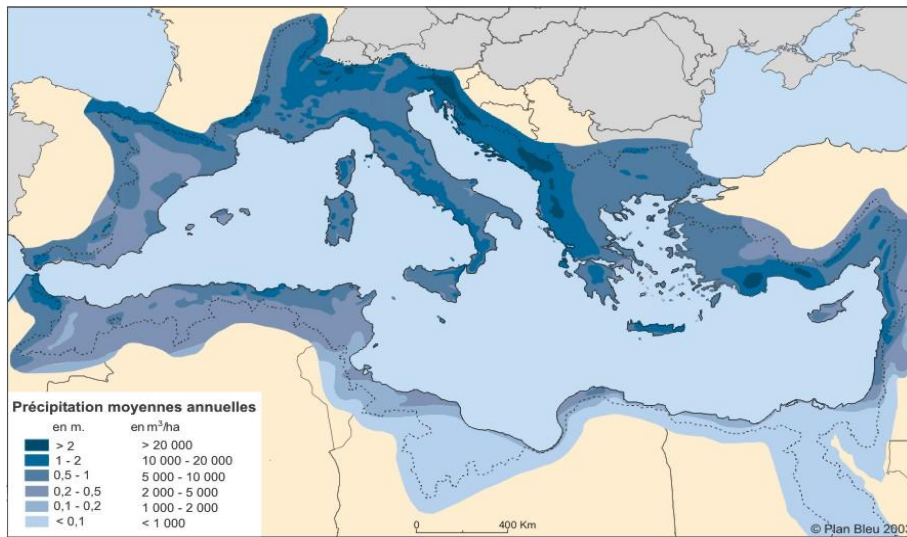 Précipitation moyennes annuelles
en m. en m³/ha
> 2 > 20 000
1 - 2 10 000 - 20 000
0,5 - 1 5 000 - 10 000
0,2 - 0,5 2 000 - 5 000
0,1 - 0,2 1 000 - 2 000
< 0,1 < 1 000
0 400 Km
© Plan Bleu 2003